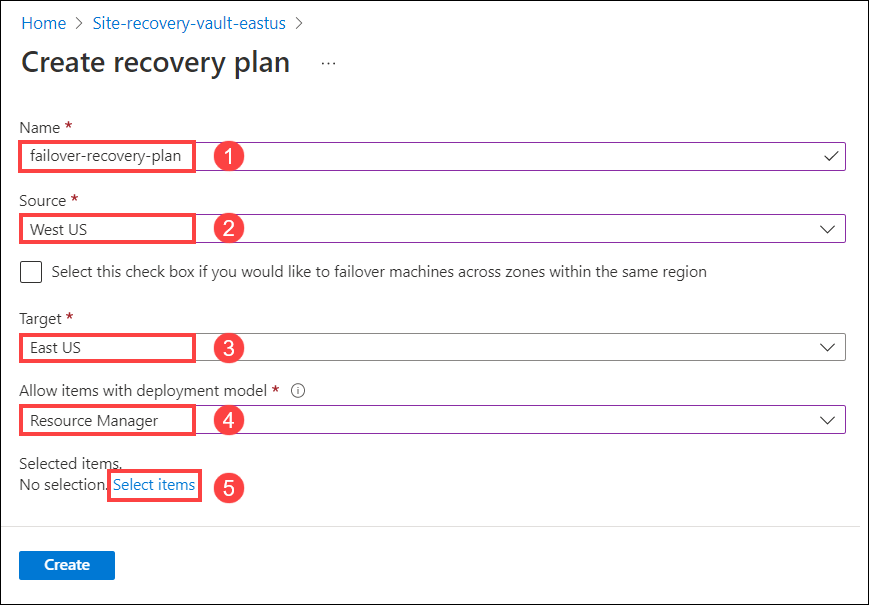 Home > Site-recovery-vault-eastus >
Create recovery plan ...
Name *
failover-recovery-plan 1
Source *
West US 2
Select this check box if you would like to failover machines across zones within the same region
Target *
East US 3
Allow items with deployment model *
Resource Manager 4
Selected items.
No selection. Select items 5
Create